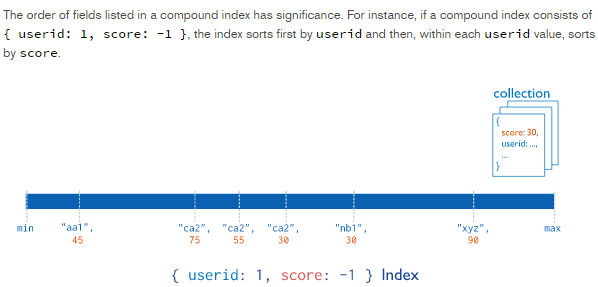 The order of fields listed in a compound index has significance. For instance, if a compound index consists of
{ userid: 1, score: -1 }, the index sorts first by userid and then, within each userid value, sorts
by score.
collection
{
score: 30,
userid: ...,
...
}
min "aa1", "ca2", "ca2", "ca2", "nb1", "xyz", max
45 75 55 30 30 90
{ userid: 1, score: -1 } Index